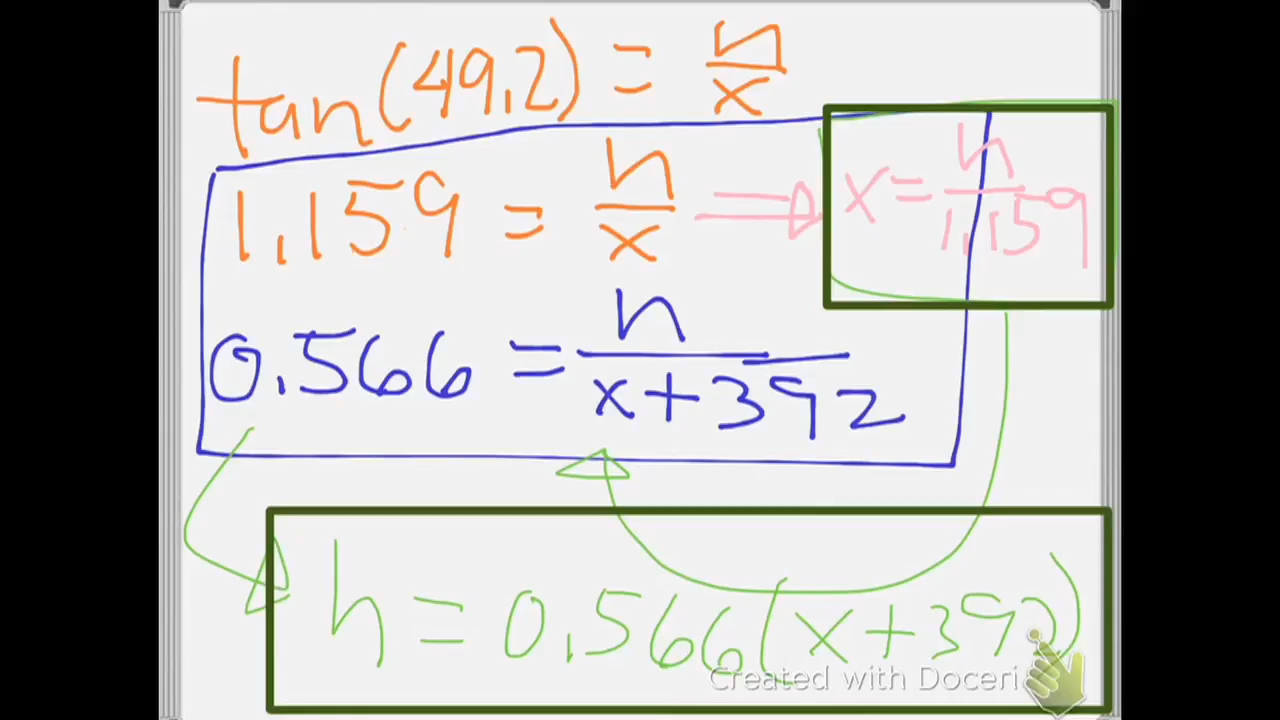 tan(49.2) = h/x
1.159 = h/x ⇒ x = h/1.159
0.566 = h/x+392
h = 0.566(x+392)
Created with Doceri